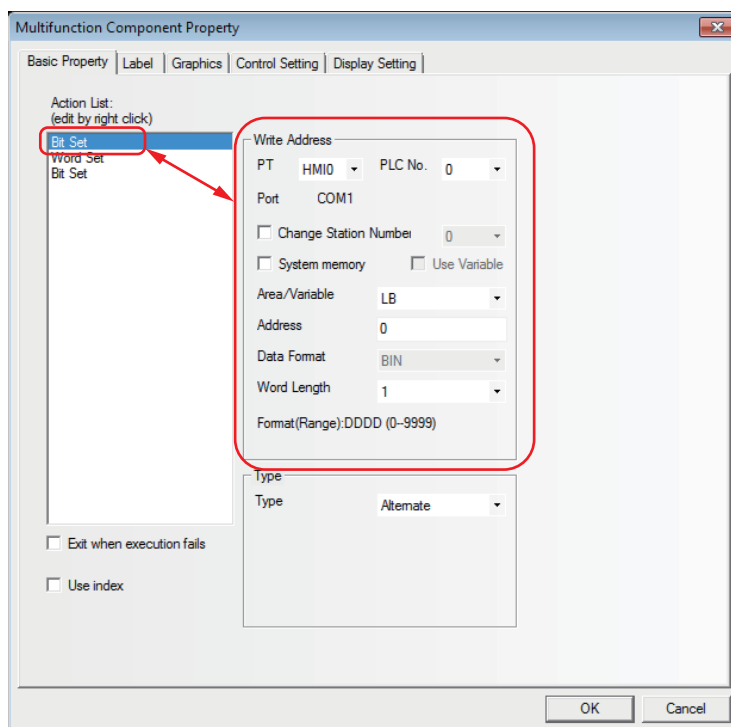 Multifunction Component Property
Basic Property Label Graphics Control Setting Display Setting
Action List:
(edit by right click)
Bit Set
Word Set
Bit Set
Exit when execution fails
Use index
Write Address
PT HMI0 PLC No. 0
Port COM1
Change Station Number 0
System memory Use Variable
Area/Variable LB
Address 0
Data Format BIN
Word Length 1
Format(Range):DDDD (0--9999)
Type
Type Alternate
OK Cancel